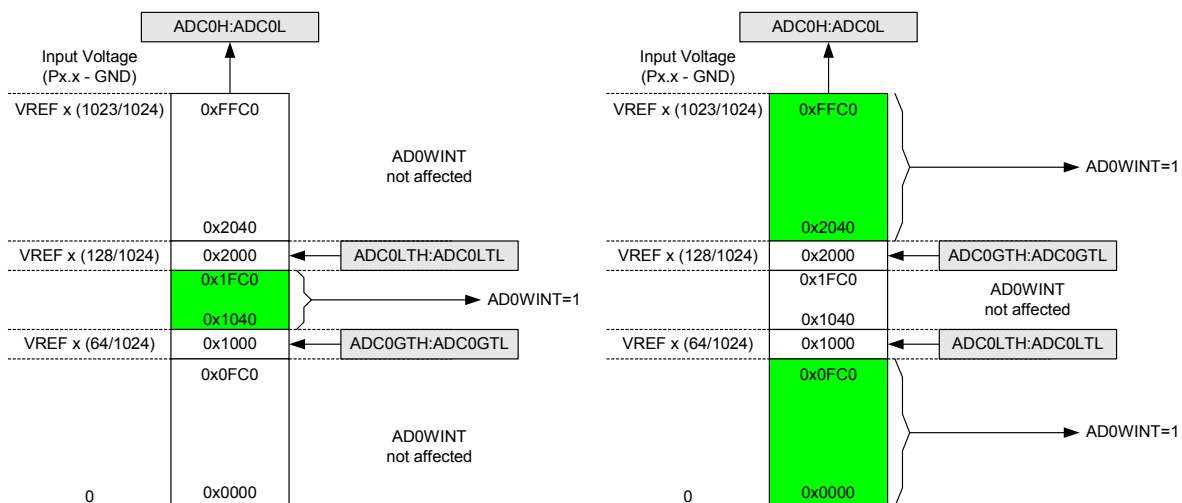 ADC0H:ADC0L
Input Voltage
(Px.x - GND)
VREF x (1023/1024)
0xFFC0
AD0WINT
not affected
0x2040
VREF x (128/1024)
0x2000
ADC0LTH:ADC0LTL
0x1FC0
AD0WINT=1
0x1040
VREF x (64/1024)
0x1000
ADC0GTH:ADC0GTL
0x0FC0
AD0WINT
not affected
0
0x0000
ADC0H:ADC0L
Input Voltage
(Px.x - GND)
VREF x (1023/1024)
0xFFC0
AD0WINT=1
0x2040
VREF x (128/1024)
0x2000
ADC0GTH:ADC0GTL
0x1FC0
AD0WINT
not affected
0x1040
VREF x (64/1024)
0x1000
ADC0LTH:ADC0LTL
0x0FC0
AD0WINT=1
0
0x0000